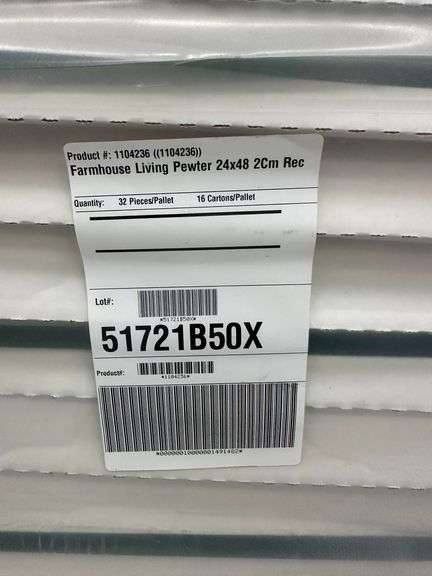 Product #: 1104236 ((1104236))
Farmhouse Living Pewter 24x48 2Cm Rec
Quantity: 32 Pieces/Pallet 16 Cartons/Pallet
Lot#:
*51721B50X*
51721B50X
Product#:
*1104236*
*00000010000001491482*